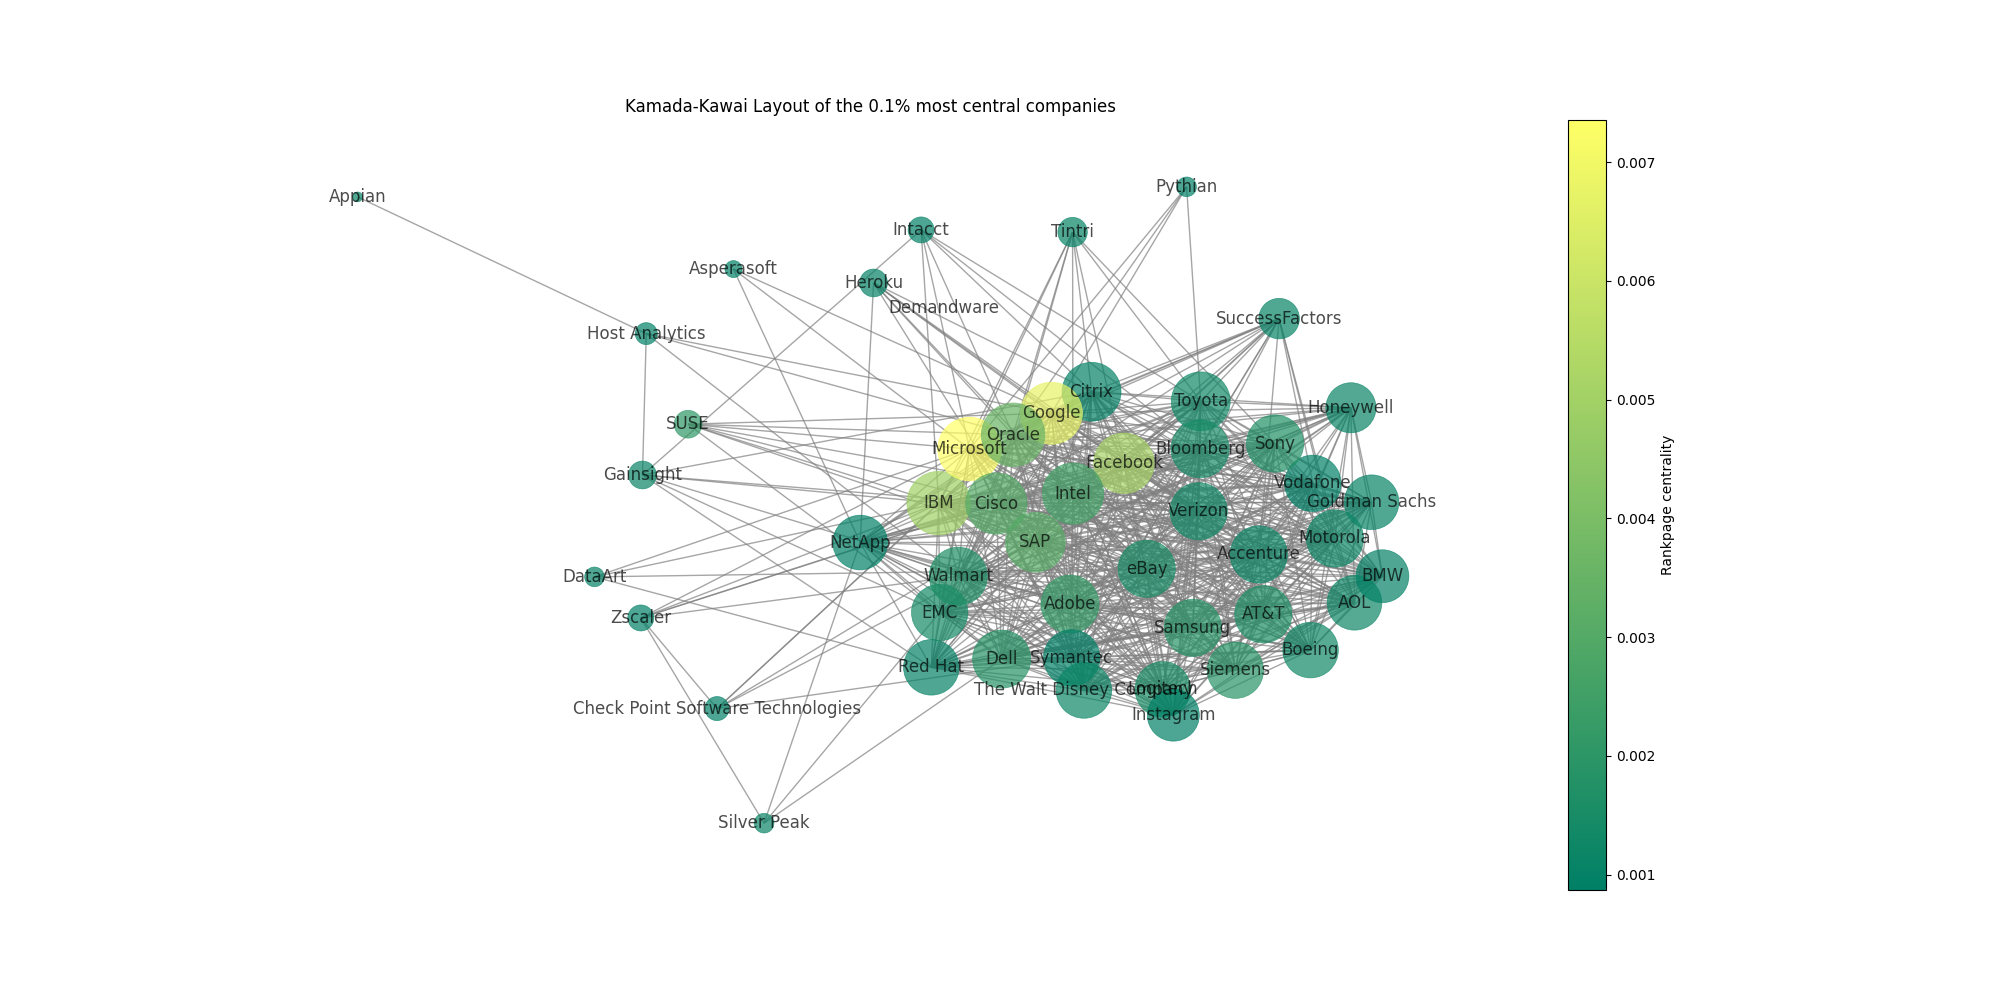 Kamada-Kawai Layout of the 0.1% most central companies
Appian
Pythian
Intacct
Tintri
Asperasoft
Heroku
Demandware
SuccessFactors
Host Analytics
Citrix
Toyota
Honeywell
Google
SUSE
Oracle
Microsoft
Bloomberg
Sony
Facebook
Gainsight
Vodafone
Intel
IBM
Cisco
Goldman Sachs
Verizon
NetApp
SAP
Motorola
Accenture
eBay
DataArt
Walmart
BMW
Zscaler
EMC
Adobe
AT&T
AOL
Samsung
Boeing
Red Hat
Dell
Symantec
Siemens
The Walt Disney Company
Logitech
Check Point Software Technologies
Instagram
Silver Peak
0.007
0.006
0.005
0.004
0.003
0.002
0.001
Rankpage centrality